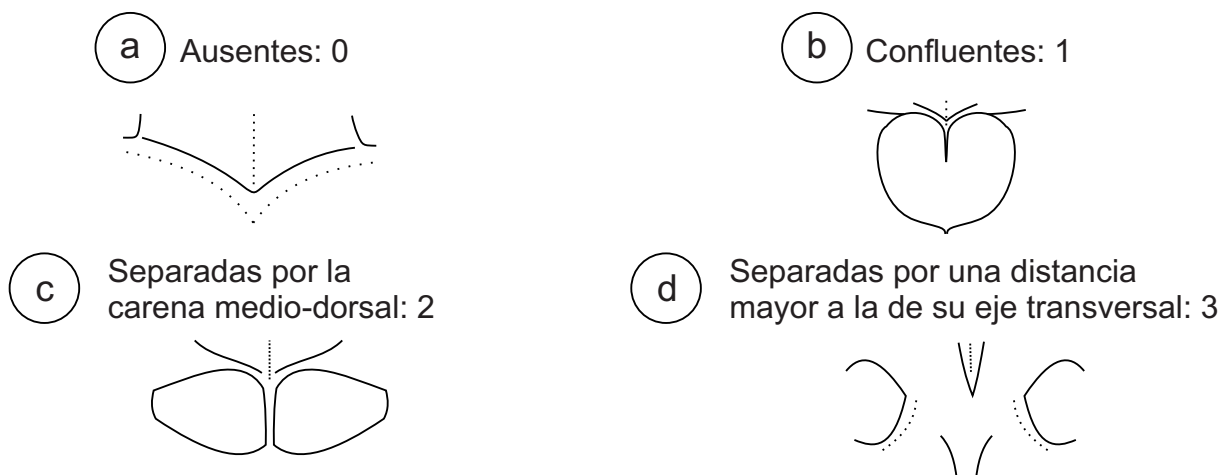 a Ausentes: 0
b Confluentes: 1
c Separadas por la
carena medio-dorsal: 2
d Separadas por una distancia
mayor a la de su eje transversal: 3